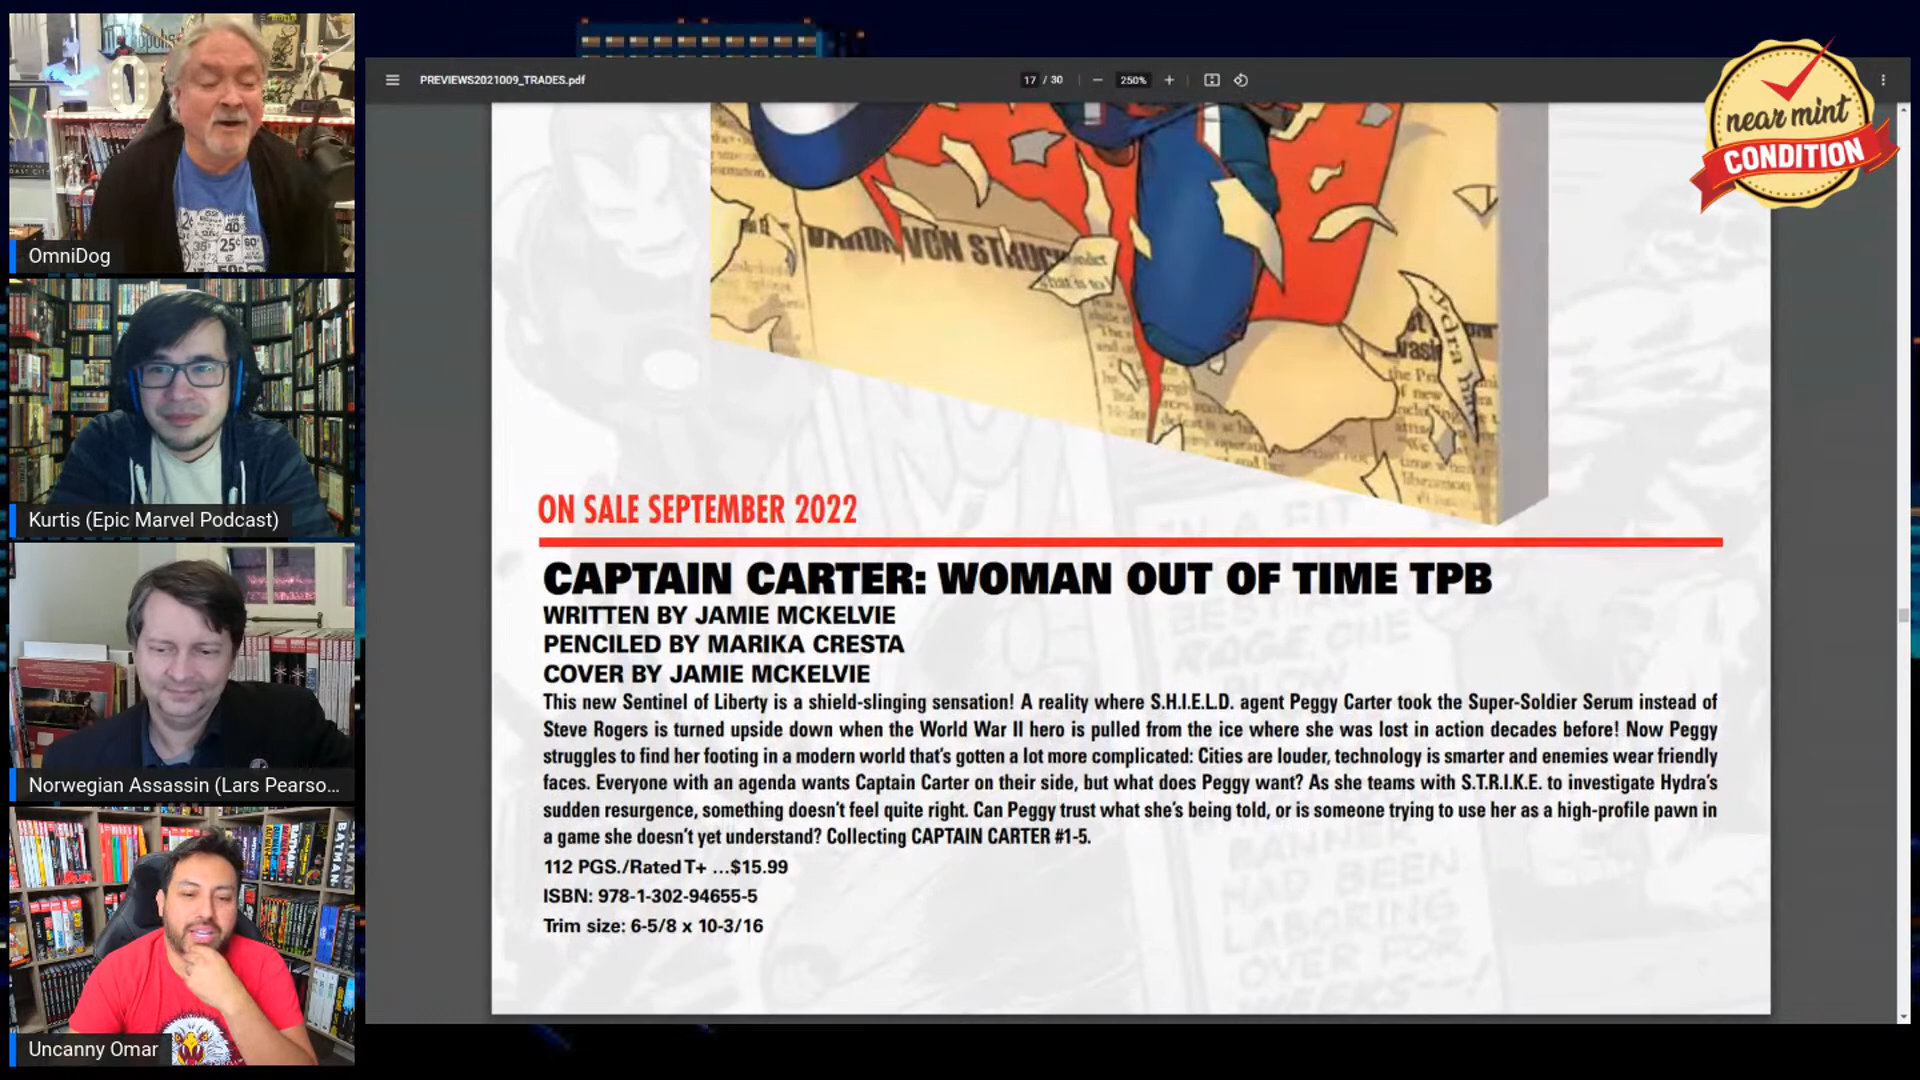 OmniDog
Kurtis (Epic Marvel Podcast)
Norwegian Assassin (Lars Pearso...
Uncanny Omar
PREVIEWS2021009_TRADES.pdf
17 / 30
250%
near mint
CONDITION
BARON VON STRUCK
ON SALE SEPTEMBER 2022
CAPTAIN CARTER: WOMAN OUT OF TIME TPB
WRITTEN BY JAMIE MCKELVIE
PENCILED BY MARIKA CRESTA
COVER BY JAMIE MCKELVIE
This new Sentinel of Liberty is a shield-slinging sensation! A reality where S.H.I.E.L.D. agent Peggy Carter took the Super-Soldier Serum instead of
Steve Rogers is turned upside down when the World War II hero is pulled from the ice where she was lost in action decades before! Now Peggy
struggles to find her footing in a modern world that's gotten a lot more complicated: Cities are louder, technology is smarter and enemies wear friendly
faces. Everyone with an agenda wants Captain Carter on their side, but what does Peggy want? As she teams with S.T.R.I.K.E. to investigate Hydra's
sudden resurgence, something doesn't feel quite right. Can Peggy trust what she's being told, or is someone trying to use her as a high-profile pawn in
a game she doesn't yet understand? Collecting CAPTAIN CARTER #1-5.
112 PGS./Rated T+ ...$15.99
ISBN: 978-1-302-94655-5
Trim size: 6-5/8 x 10-3/16